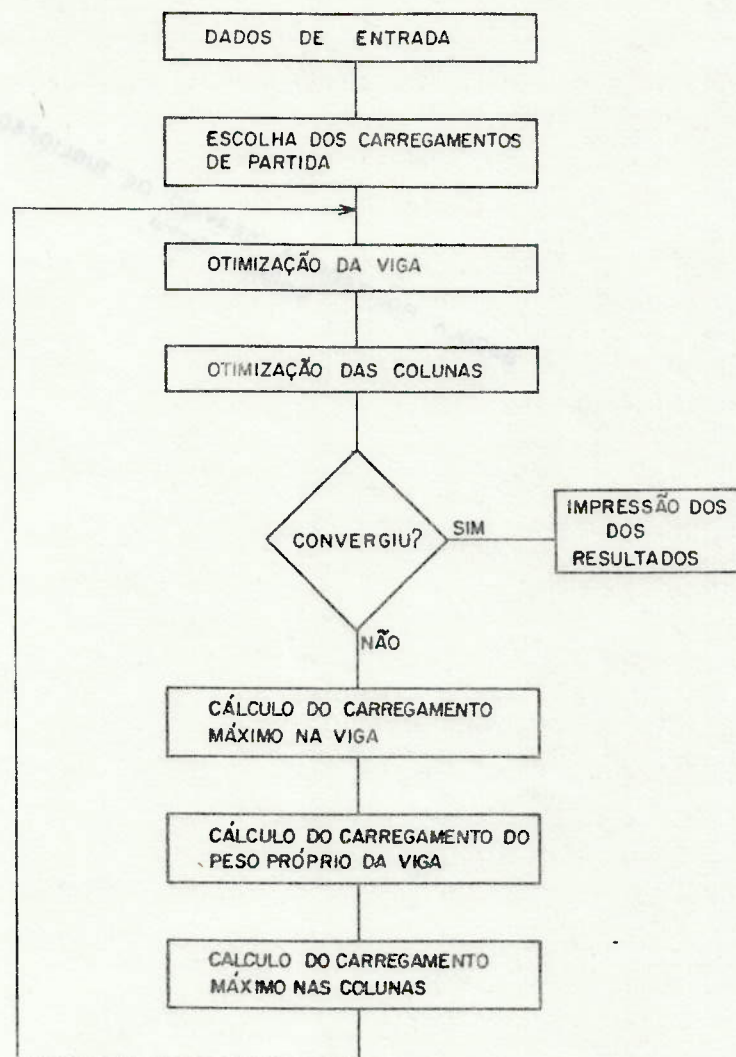 DADOS DE ENTRADA
ESCOLHA DOS CARREGAMENTOS
DE PARTIDA
OTIMIZAÇÃO DA VIGA
OTIMIZAÇÃO DAS COLUNAS
CONVERGIU?
SIM
IMPRESSÃO DOS
DOS
RESULTADOS
NÃO
CÁLCULO DO CARREGAMENTO
MÁXIMO NA VIGA
CÁLCULO DO CARREGAMENTO DO
PESO PRÓPRIO DA VIGA
CALCULO DO CARREGAMENTO
MÁXIMO NAS COLUNAS